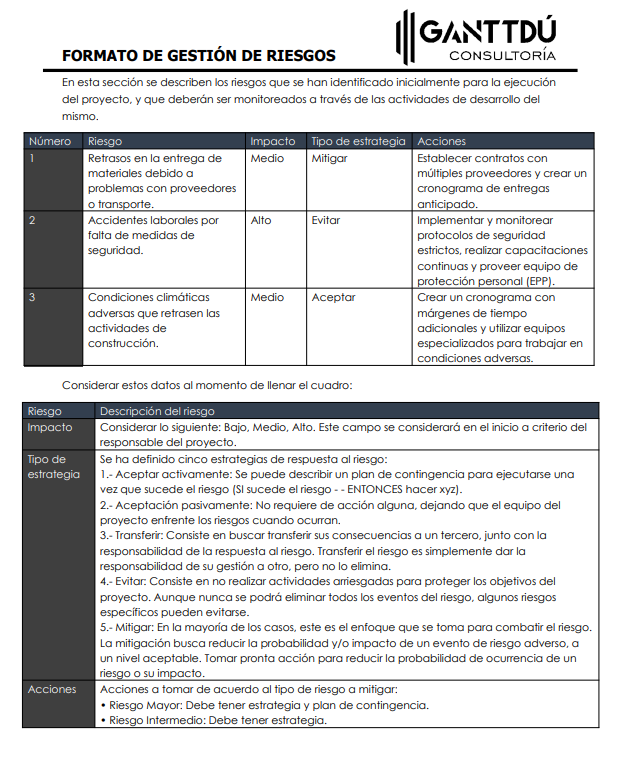 GANTTDÚ
CONSULTORÍA
FORMATO DE GESTIÓN DE RIESGOS
En esta sección se describen los riesgos que se han identificado inicialmente para la ejecución
del proyecto, y que deberán ser monitoreados a través de las actividades de desarrollo del
mismo.
Número Riesgo Impacto Tipo de estrategia Acciones
1 Retrasos en la entrega de Medio Mitigar Establecer contratos con
materiales debido a múltiples proveedores y crear un
problemas con proveedores cronograma de entregas
o transporte. anticipado.
2 Accidentes laborales por Alto Evitar Implementar y monitorear
falta de medidas de protocolos de seguridad
seguridad. estrictos, realizar capacitaciones
continuas y proveer equipo de
protección personal (EPP).
3 Condiciones climáticas Medio Aceptar Crear un cronograma con
adversas que retrasen las márgenes de tiempo
actividades de adicionales y utilizar equipos
construcción. especializados para trabajar en
condiciones adversas.
Considerar estos datos al momento de llenar el cuadro:
Riesgo Descripción del riesgo
Impacto Considerar lo siguiente: Bajo, Medio, Alto. Este campo se considerará en el inicio a criterio del
responsable del proyecto.
Tipo de Se ha definido cinco estrategias de respuesta al riesgo:
estrategia 1.- Aceptar activamente: Se puede describir un plan de contingencia para ejecutarse una
vez que sucede el riesgo (SI sucede el riesgo - - ENTONCES hacer xyz).
2.- Aceptación pasivamente: No requiere de acción alguna, dejando que el equipo del
proyecto enfrente los riesgos cuando ocurran.
3.- Transferir: Consiste en buscar transferir sus consecuencias a un tercero, junto con la
responsabilidad de la respuesta al riesgo. Transferir el riesgo es simplemente dar la
responsabilidad de su gestión a otro, pero no lo elimina.
4.- Evitar: Consiste en no realizar actividades arriesgadas para proteger los objetivos del
proyecto. Aunque nunca se podrá eliminar todos los eventos del riesgo, algunos riesgos
específicos pueden evitarse.
5.- Mitigar: En la mayoría de los casos, este es el enfoque que se toma para combatir el riesgo.
La mitigación busca reducir la probabilidad y/o impacto de un evento de riesgo adverso, a
un nivel aceptable. Tomar pronta acción para reducir la probabilidad de ocurrencia de un
riesgo o su impacto.
Acciones Acciones a tomar de acuerdo al tipo de riesgo a mitigar:
• Riesgo Mayor: Debe tener estrategia y plan de contingencia.
• Riesgo Intermedio: Debe tener estrategia.